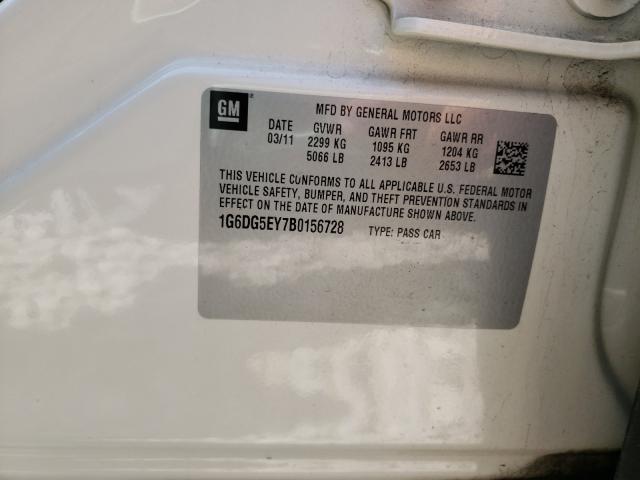 GM ®
MFD BY GENERAL MOTORS LLC
DATE GVWR GAWR FRT GAWR RR
03/11 2299 KG 1095 KG 1204 KG
5066 LB 2413 LB 2653 LB
THIS VEHICLE CONFORMS TO ALL APPLICABLE U.S. FEDERAL MOTOR
VEHICLE SAFETY, BUMPER, AND THEFT PREVENTION STANDARDS IN
EFFECT ON THE DATE OF MANUFACTURE SHOWN ABOVE.
1G6DG5EY7B0156728 TYPE: PASS CAR